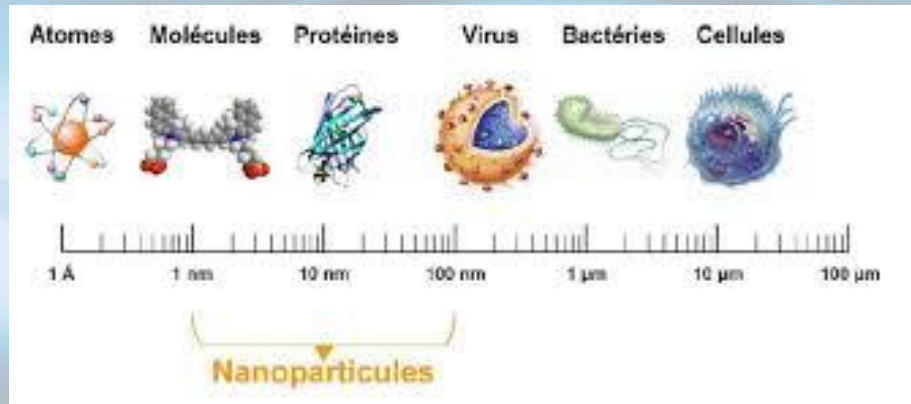 Atomes Molécules Protéines Virus Bactéries Cellules
1 Å 1 nm 10 nm 100 nm 1 µm 10 µm 100 µm
Nanoparticules